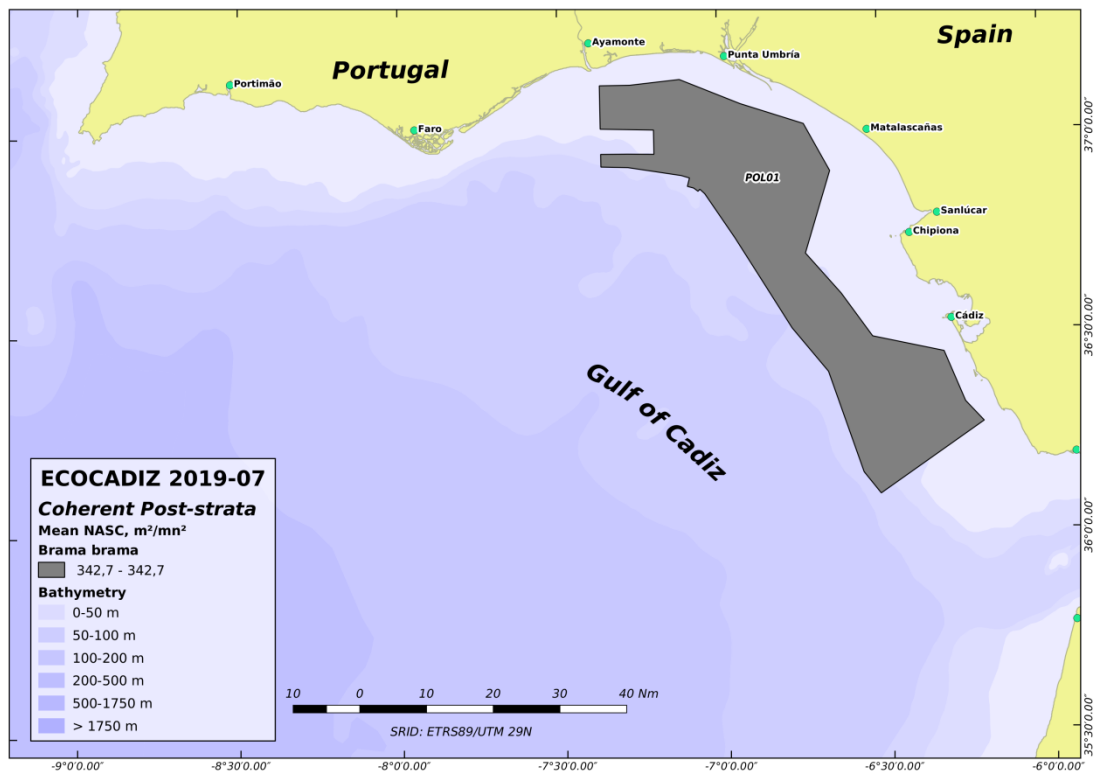 Spain
Portugal
Ayamonte
Punta Umbría
Portimão
Faro
Matalascañas
POL01
Sanlúcar
Chipiona
Cádiz
Gulf of Cadiz
37°0'0.00"
36°30'0.00"
36°0'0.00"
35°30'0.00"
ECOCADIZ 2019-07
Coherent Post-strata
Mean NASC, m²/mn²
Brama brama
342,7 - 342,7
Bathymetry
0-50 m
50-100 m
100-200 m
200-500 m
500-1750 m
> 1750 m
10 0 10 20 30 40 Nm
SRID: ETRS89/UTM 29N
-9°0'0.00" -8°30'0.00" -8°0'0.00" -7°30'0.00" -7°0'0.00" -6°30'0.00" -6°0'0.00"